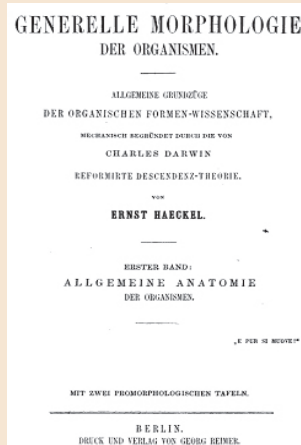 GENERELLE MORPHOLOGIE
DER ORGANISMEN.
ALLGEMEINE GRUNDZÜGE
DER ORGANISCHEN FORMEN-WISSENSCHAFT,
MECHANISCH BEGRÜNDET DURCH DIE VON
CHARLES DARWIN
REFORMIRTE DESCENDENZ-THEORIE.
VON
ERNST HAECKEL.
ERSTER BAND:
ALLGEMEINE ANATOMIE
DER ORGANISMEN.
„E PUR SI MUOVE!"
MIT ZWEI PROMORPHOLOGISCHEN TAFELN.
BERLIN.
DRUCK UND VERLAG VON GEORG REIMER.